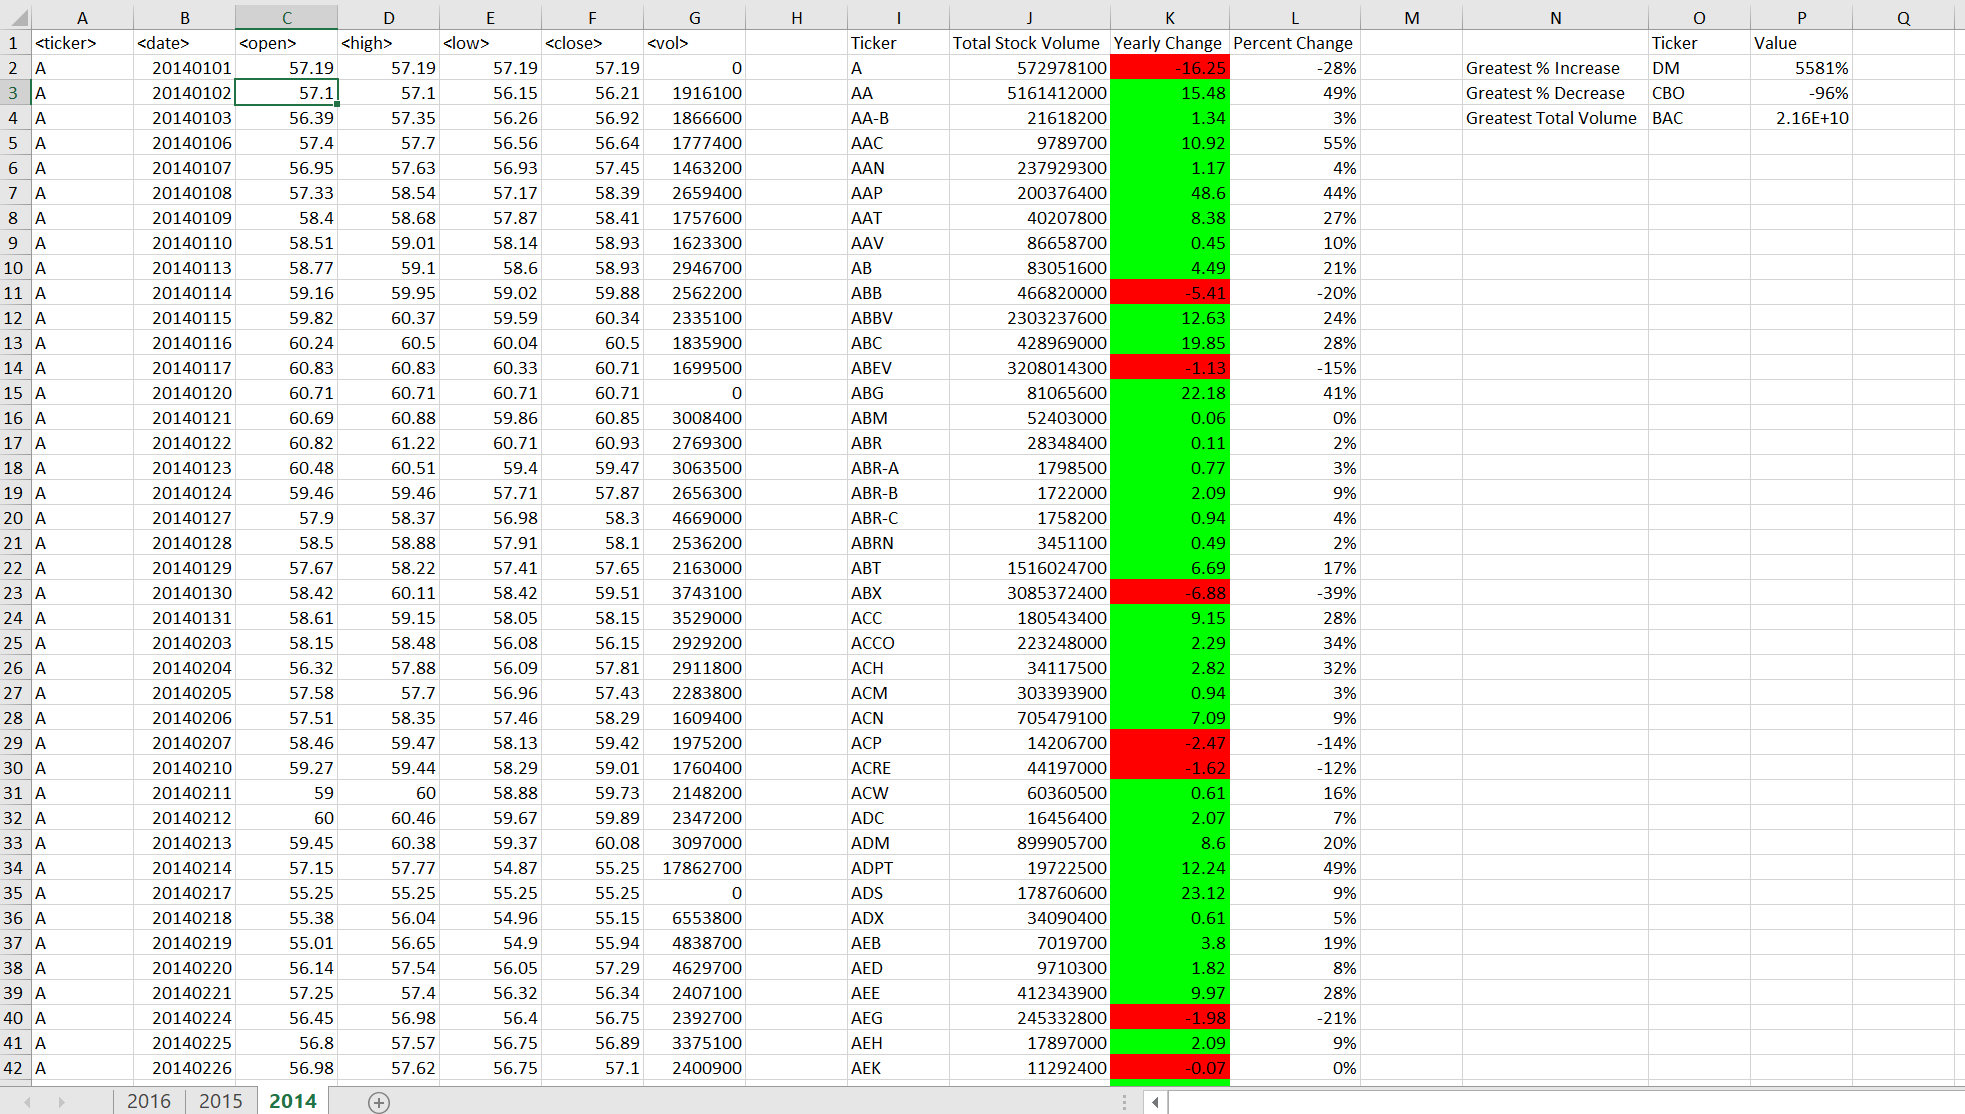 A B C D E F G H I J K L M N O P Q
1 <ticker> <date> <open> <high> <low> <close> <vol> Ticker Total Stock Volume Yearly Change Percent Change Ticker Value
2 A 20140101 57.19 57.19 57.19 57.19 0 A 572978100 -16.25 -28% Greatest % Increase DM 5581%
3 A 20140102 57.1 57.1 56.15 56.21 1916100 AA 5161412000 15.48 49% Greatest % Decrease CBO -96%
4 A 20140103 56.39 57.35 56.26 56.92 1866600 AA-B 21618200 1.34 3% Greatest Total Volume BAC 2.16E+10
5 A 20140106 57.4 57.7 56.56 56.64 1777400 AAC 9789700 10.92 55%
6 A 20140107 56.95 57.63 56.93 57.45 1463200 AAN 237929300 1.17 4%
7 A 20140108 57.33 58.54 57.17 58.39 2659400 AAP 200376400 48.6 44%
8 A 20140109 58.4 58.68 57.87 58.41 1757600 AAT 40207800 8.38 27%
9 A 20140110 58.51 59.01 58.14 58.93 1623300 AAV 86658700 0.45 10%
10 A 20140113 58.77 59.1 58.6 58.93 2946700 AB 83051600 4.49 21%
11 A 20140114 59.16 59.95 59.02 59.88 2562200 ABB 466820000 -5.41 -20%
12 A 20140115 59.82 60.37 59.59 60.34 2335100 ABBV 2303237600 12.63 24%
13 A 20140116 60.24 60.5 60.04 60.5 1835900 ABC 428969000 19.85 28%
14 A 20140117 60.83 60.83 60.33 60.71 1699500 ABEV 3208014300 -1.13 -15%
15 A 20140120 60.71 60.71 60.71 60.71 0 ABG 81065600 22.18 41%
16 A 20140121 60.69 60.88 59.86 60.85 3008400 ABM 52403000 0.06 0%
17 A 20140122 60.82 61.22 60.71 60.93 2769300 ABR 28348400 0.11 2%
18 A 20140123 60.48 60.51 59.4 59.47 3063500 ABR-A 1798500 0.77 3%
19 A 20140124 59.46 59.46 57.71 57.87 2656300 ABR-B 1722000 2.09 9%
20 A 20140127 57.9 58.37 56.98 58.3 4669000 ABR-C 1758200 0.94 4%
21 A 20140128 58.5 58.88 57.91 58.1 2536200 ABRN 3451100 0.49 2%
22 A 20140129 57.67 58.22 57.41 57.65 2163000 ABT 1516024700 6.69 17%
23 A 20140130 58.42 60.11 58.42 59.51 3743100 ABX 3085372400 -6.88 -39%
24 A 20140131 58.61 59.15 58.05 58.15 3529000 ACC 180543400 9.15 28%
25 A 20140203 58.15 58.48 56.08 56.15 2929200 ACCO 223248000 2.29 34%
26 A 20140204 56.32 57.88 56.09 57.81 2911800 ACH 34117500 2.82 32%
27 A 20140205 57.58 57.7 56.96 57.43 2283800 ACM 303393900 0.94 3%
28 A 20140206 57.51 58.35 57.46 58.29 1609400 ACN 705479100 7.09 9%
29 A 20140207 58.46 59.47 58.13 59.42 1975200 ACP 14206700 -2.47 -14%
30 A 20140210 59.27 59.44 58.29 59.01 1760400 ACRE 44197000 -1.62 -12%
31 A 20140211 59 60 58.88 59.73 2148200 ACW 60360500 0.61 16%
32 A 20140212 60 60.46 59.67 59.89 2347200 ADC 16456400 2.07 7%
33 A 20140213 59.45 60.38 59.37 60.08 3097000 ADM 899905700 8.6 20%
34 A 20140214 57.15 57.77 54.87 55.25 17862700 ADPT 19722500 12.24 49%
35 A 20140217 55.25 55.25 55.25 55.25 0 ADS 178760600 23.12 9%
36 A 20140218 55.38 56.04 54.96 55.15 6553800 ADX 34090400 0.61 5%
37 A 20140219 55.01 56.65 54.9 55.94 4838700 AEB 7019700 3.8 19%
38 A 20140220 56.14 57.54 56.05 57.29 4629700 AED 9710300 1.82 8%
39 A 20140221 57.25 57.4 56.32 56.34 2407100 AEE 412343900 9.97 28%
40 A 20140224 56.45 56.98 56.4 56.75 2392700 AEG 245332800 -1.98 -21%
41 A 20140225 56.8 57.57 56.75 56.89 3375100 AEH 17897000 2.09 9%
42 A 20140226 56.98 57.62 56.75 57.1 2400900 AEK 11292400 -0.07 0%
2016 2015 2014